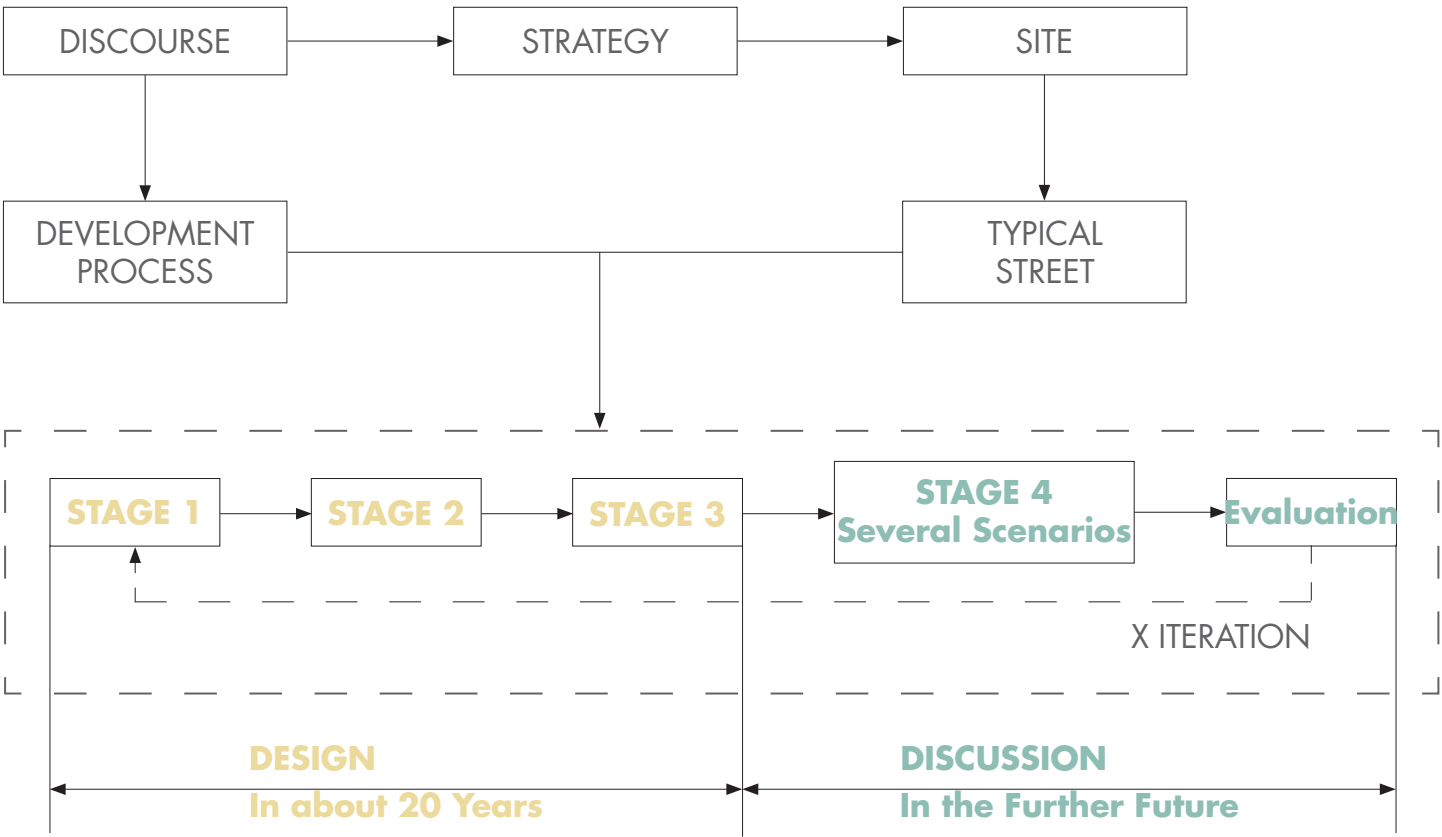 DISCOURSE
STRATEGY
SITE
DEVELOPMENT
PROCESS
TYPICAL
STREET
STAGE 1
STAGE 2
STAGE 3
STAGE 4
Several Scenarios
Evaluation
X ITERATION
DESIGN
In about 20 Years
DISCUSSION
In the Further Future